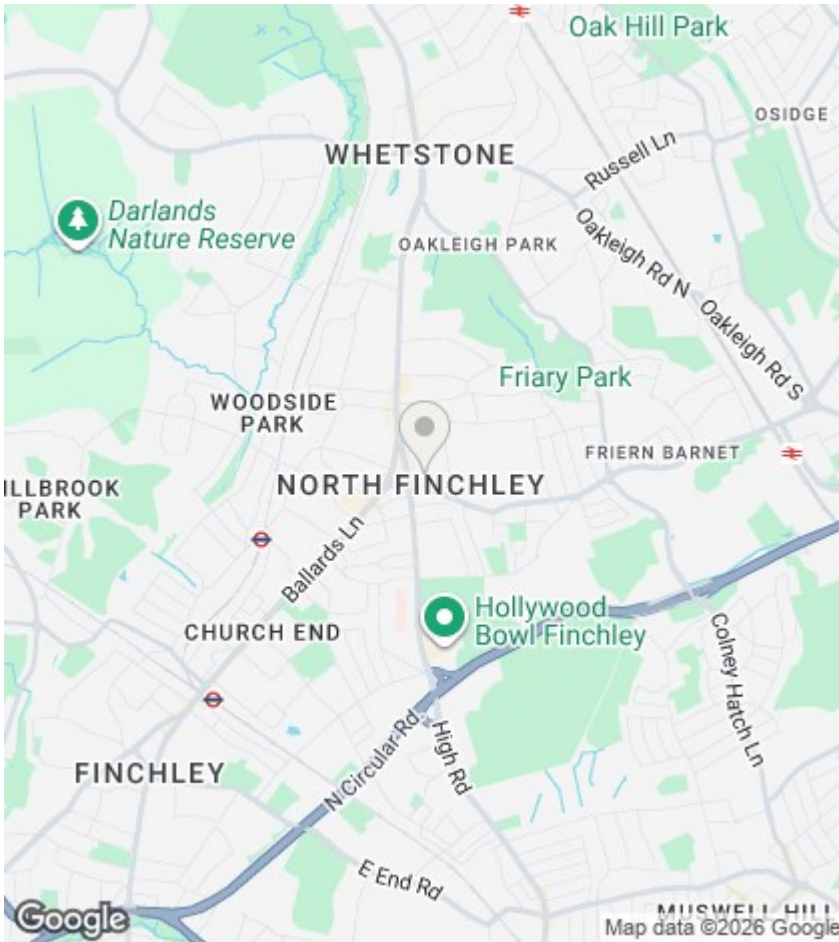 Oak Hill Park
OSIDGE
WHETSTONE
Russell Ln
Darlands
Nature Reserve
OAKLEIGH PARK
Oakleigh Rd N
Oakleigh Rd S
Friary Park
WOODSIDE
PARK
FRIERN BARNET
ILLBROOK
PARK
NORTH FINCHLEY
Ballards Ln
Hollywood
Bowl Finchley
CHURCH END
Colney Hatch Ln
N Circular Rd
High Rd
FINCHLEY
E End Rd
MUSWELL HILL
Google
Map data ©2026 Google